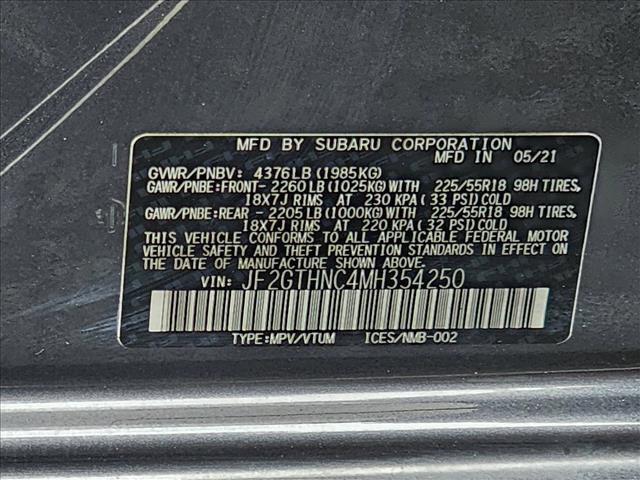 MFD BY SUBARU CORPORATION
MFD IN 05/21
GVWR/PNBV: 4376LB (1985KG)
GAWR/PNBE:FRONT- 2260LB (1025KG) WITH 225/55R18 98H TIRES,
18X7J RIMS AT 230 KPA (33 PSI) COLD
GAWR/PNBE:REAR - 2205LB (1000KG) WITH 225/55R18 98H TIRES,
18X7J RIMS AT 220 KPA (32 PSI) COLD
THIS VEHICLE CONFORMS TO ALL APPLICABLE FEDERAL MOTOR
VEHICLE SAFETY AND THEFT PREVENTION STANDARDS IN EFFECT ON
THE DATE OF MANUFACTURE SHOWN ABOVE.
VIN: JF2GTHNC4MH354250
TYPE:MPV/VTUM ICES/NMB-002